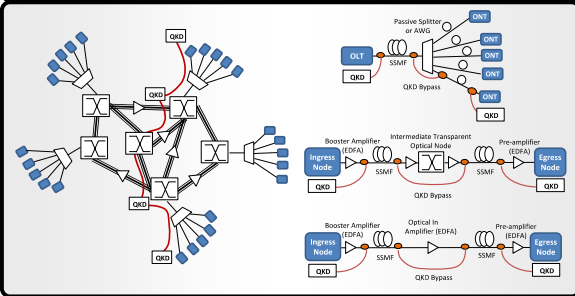 QKD
QKD
QKD
QKD
Passive Splitter
or AWG
OLT
SSMF
QKD
QKD Bypass
ONT
ONT
ONT
ONT
ONT
QKD
Booster Amplifier
(EDFA)
Intermediate Transparent
Optical Node
Pre-amplifier
(EDFA)
Ingress
Node
SSMF
SSMF
Egress
Node
QKD
QKD Bypass
QKD
Booster Amplifier
(EDFA)
Optical In
Amplifier (EDFA)
Pre-amplifier
(EDFA)
Ingress
Node
SSMF
SSMF
Egress
Node
QKD
QKD Bypass
QKD